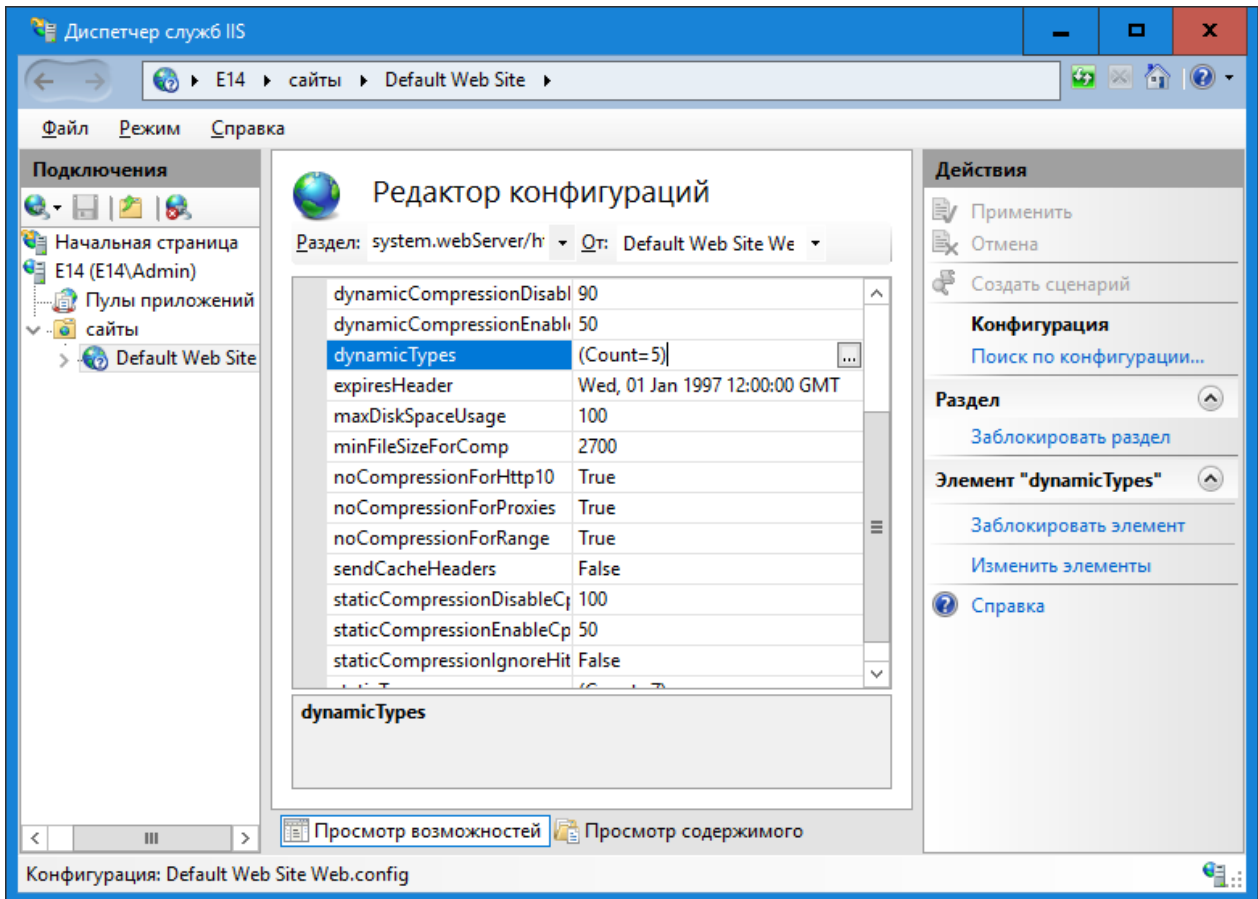 Диспетчер служб IIS
E14 сайты Default Web Site
Файл Режим Справка
Подключения
Начальная страница
E14 (E14\Admin)
Пулы приложений
сайты
Default Web Site
Редактор конфигураций
Раздел: system.webServer/h От: Default Web Site We
dynamicCompressionDisabl 90
dynamicCompressionEnabl 50
dynamicTypes (Count=5) ...
expiresHeader Wed, 01 Jan 1997 12:00:00 GMT
maxDiskSpaceUsage 100
minFileSizeForComp 2700
noCompressionForHttp10 True
noCompressionForProxies True
noCompressionForRange True
sendCacheHeaders False
staticCompressionDisableCp 100
staticCompressionEnableCp 50
staticCompressionIgnoreHit False
dynamicTypes
Просмотр возможностей Просмотр содержимого
Действия
Применить
Отмена
Создать сценарий
Конфигурация
Поиск по конфигурации...
Раздел
Заблокировать раздел
Элемент "dynamicTypes"
Заблокировать элемент
Изменить элементы
Справка
Конфигурация: Default Web Site Web.config